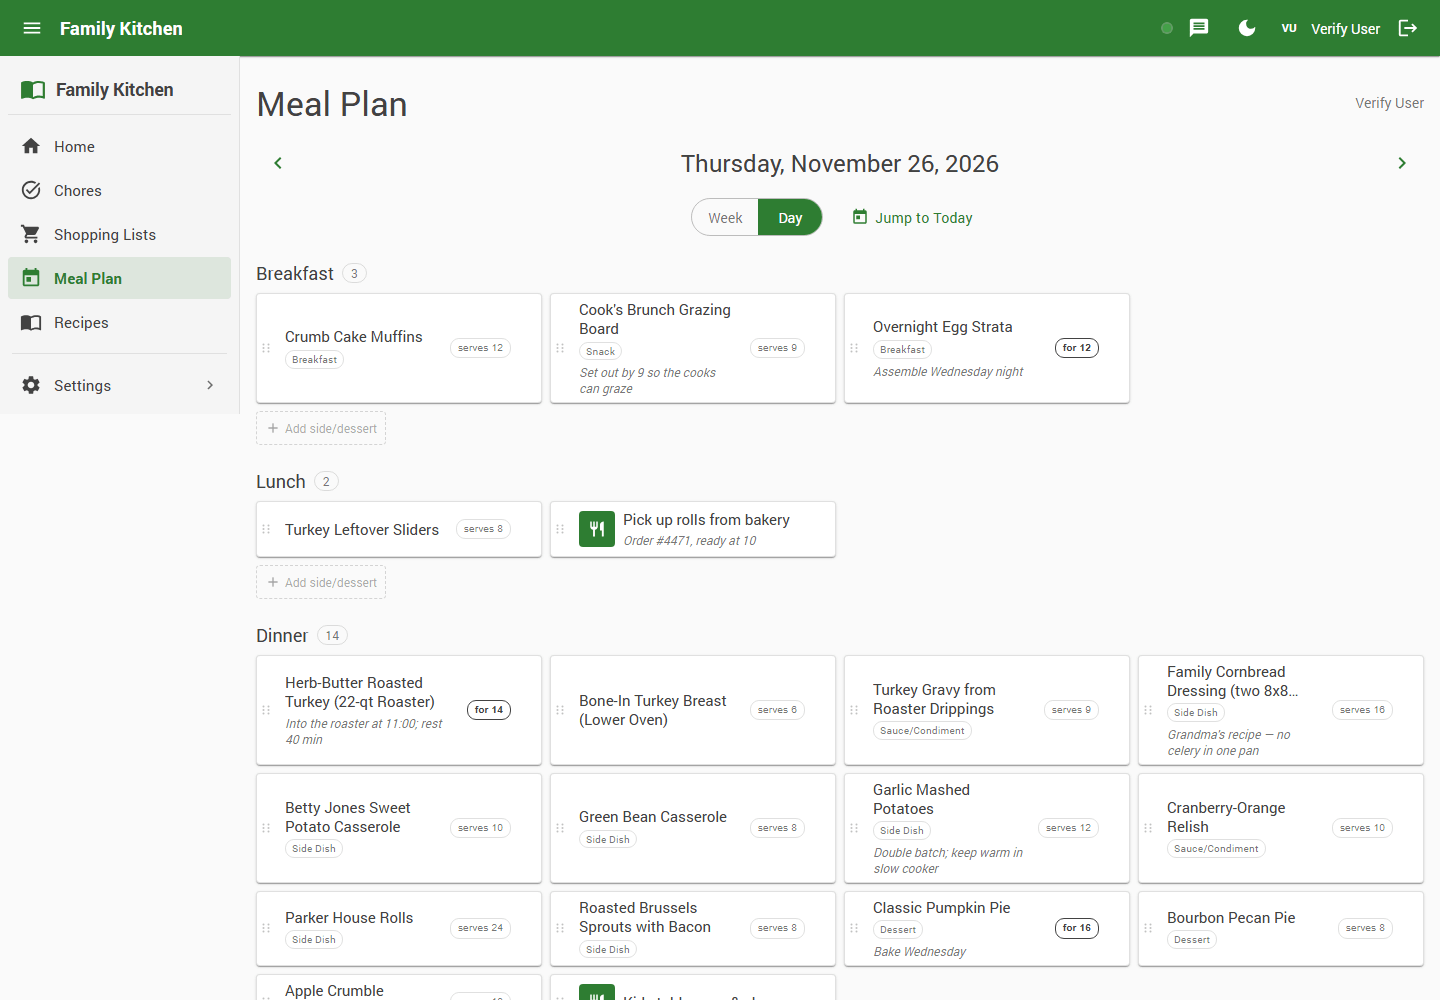 Family Kitchen
VU Verify User
Family Kitchen
Home
Chores
Shopping Lists
Meal Plan
Recipes
Settings
Meal Plan
Verify User
Thursday, November 26, 2026
Week
Day
Jump to Today
Breakfast 3
Crumb Cake Muffins
Breakfast
serves 12
Cook's Brunch Grazing
Board
Snack
Set out by 9 so the cooks
can graze
serves 9
Overnight Egg Strata
Breakfast
Assemble Wednesday night
for 12
+ Add side/dessert
Lunch 2
Turkey Leftover Sliders
serves 8
Pick up rolls from bakery
Order #4471, ready at 10
+ Add side/dessert
Dinner 14
Herb-Butter Roasted
Turkey (22-qt Roaster)
Into the roaster at 11:00; rest
40 min
for 14
Bone-In Turkey Breast
(Lower Oven)
serves 6
Turkey Gravy from
Roaster Drippings
Sauce/Condiment
serves 9
Family Cornbread
Dressing (two 8x8...
Side Dish
Grandma's recipe — no
celery in one pan
serves 16
Betty Jones Sweet
Potato Casserole
Side Dish
serves 10
Green Bean Casserole
Side Dish
serves 8
Garlic Mashed
Potatoes
Side Dish
Double batch; keep warm in
slow cooker
serves 12
Cranberry-Orange
Relish
Sauce/Condiment
serves 10
Parker House Rolls
Side Dish
serves 24
Roasted Brussels
Sprouts with Bacon
Side Dish
serves 8
Classic Pumpkin Pie
Dessert
Bake Wednesday
for 16
Bourbon Pecan Pie
Dessert
serves 8
Apple Crumble